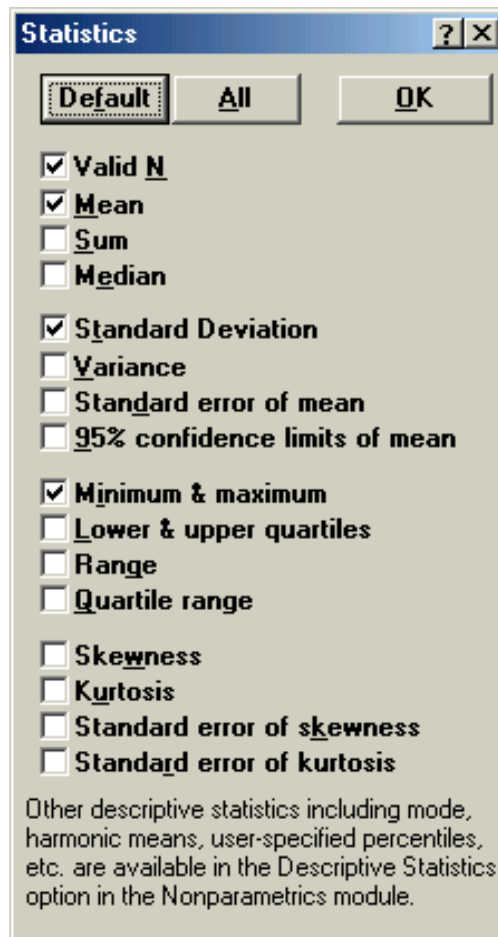 Statistics
Default All OK
Valid N
Mean
Sum
Median
Standard Deviation
Variance
Standard error of mean
95% confidence limits of mean
Minimum & maximum
Lower & upper quartiles
Range
Quartile range
Skewness
Kurtosis
Standard error of skewness
Standard error of kurtosis
Other descriptive statistics including mode,
harmonic means, user-specified percentiles,
etc. are available in the Descriptive Statistics
option in the Nonparametrics module.